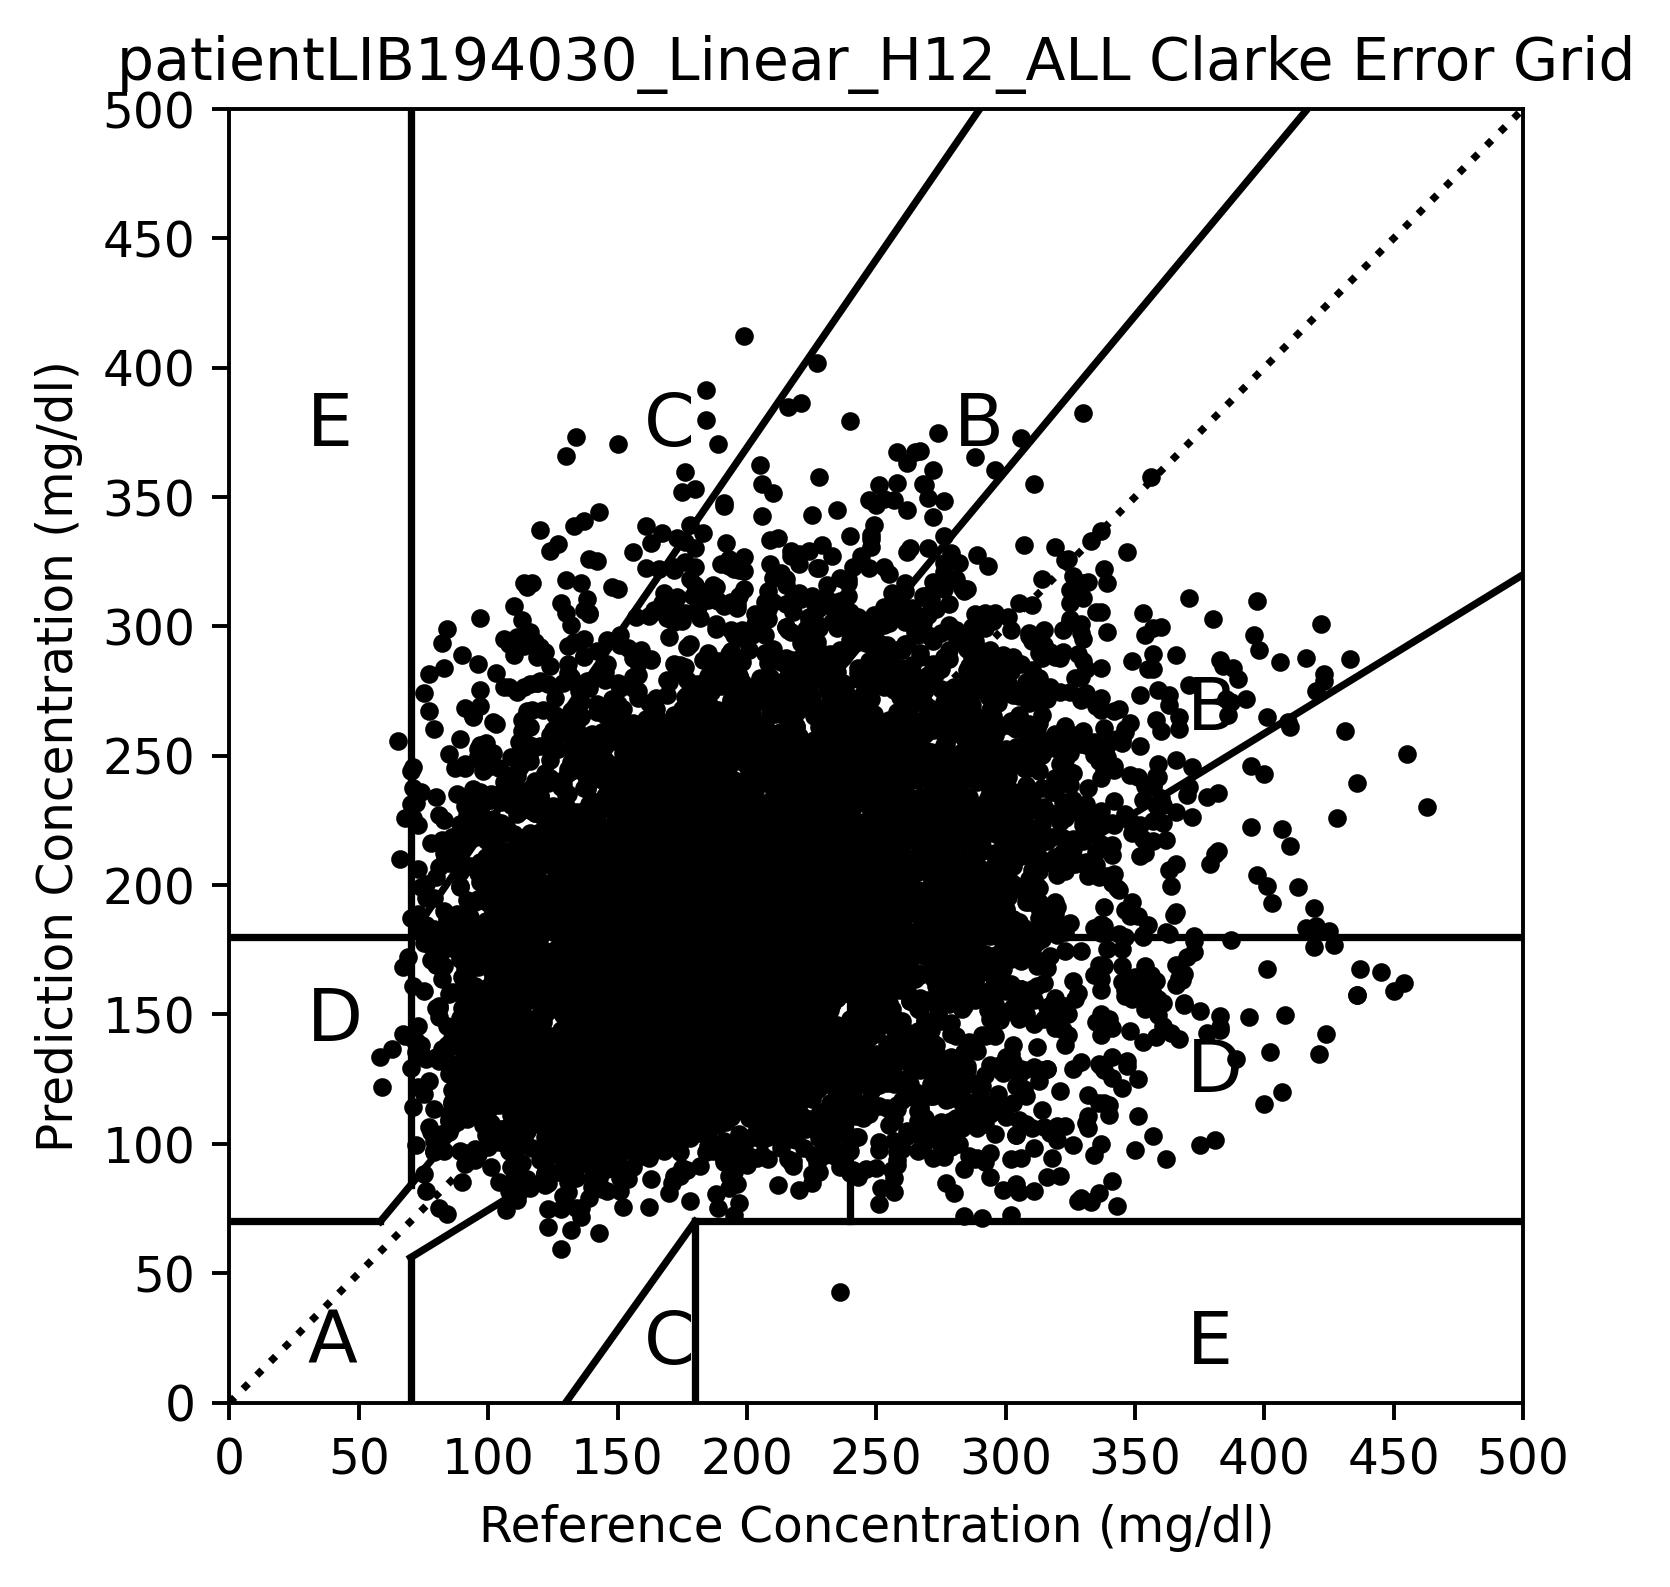 patientLIB194030_Linear_H12_ALL Clarke Error Grid
500
450
400
350
300
250
200
150
100
50
0
Prediction Concentration (mg/dl)
E
C
B
B
D
D
A
C
E
0 50 100 150 200 250 300 350 400 450 500
Reference Concentration (mg/dl)